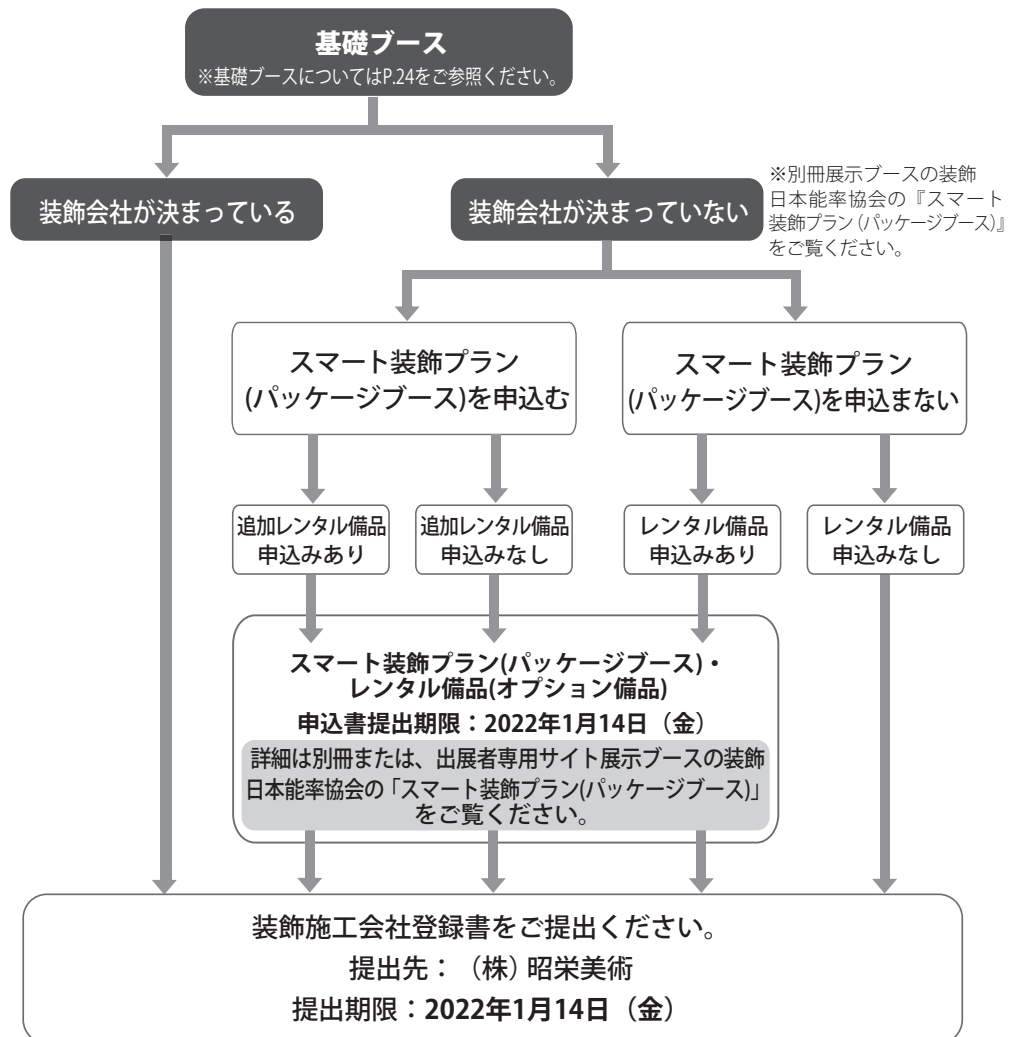 基礎ブース
※基礎ブースについてはP.24をご参照ください。
装飾会社が決まっている
装飾会社が決まっていない
※別冊展示ブースの装飾
日本能率協会の『スマート
装飾プラン(パッケージブース)』
をご覧ください。
スマート装飾プラン
(パッケージブース)を申込む
スマート装飾プラン
(パッケージブース)を申込まない
追加レンタル備品
申込みあり
追加レンタル備品
申込みなし
レンタル備品
申込みあり
レンタル備品
申込みなし
スマート装飾プラン(パッケージブース)・
レンタル備品(オプション備品)
申込書提出期限：2022年1月14日（金）
詳細は別冊または、出展者専用サイト展示ブースの装飾
日本能率協会の「スマート装飾プラン(パッケージブース)」
をご覧ください。
装飾施工会社登録書をご提出ください。
提出先：（株）昭栄美術
提出期限：2022年1月14日（金）